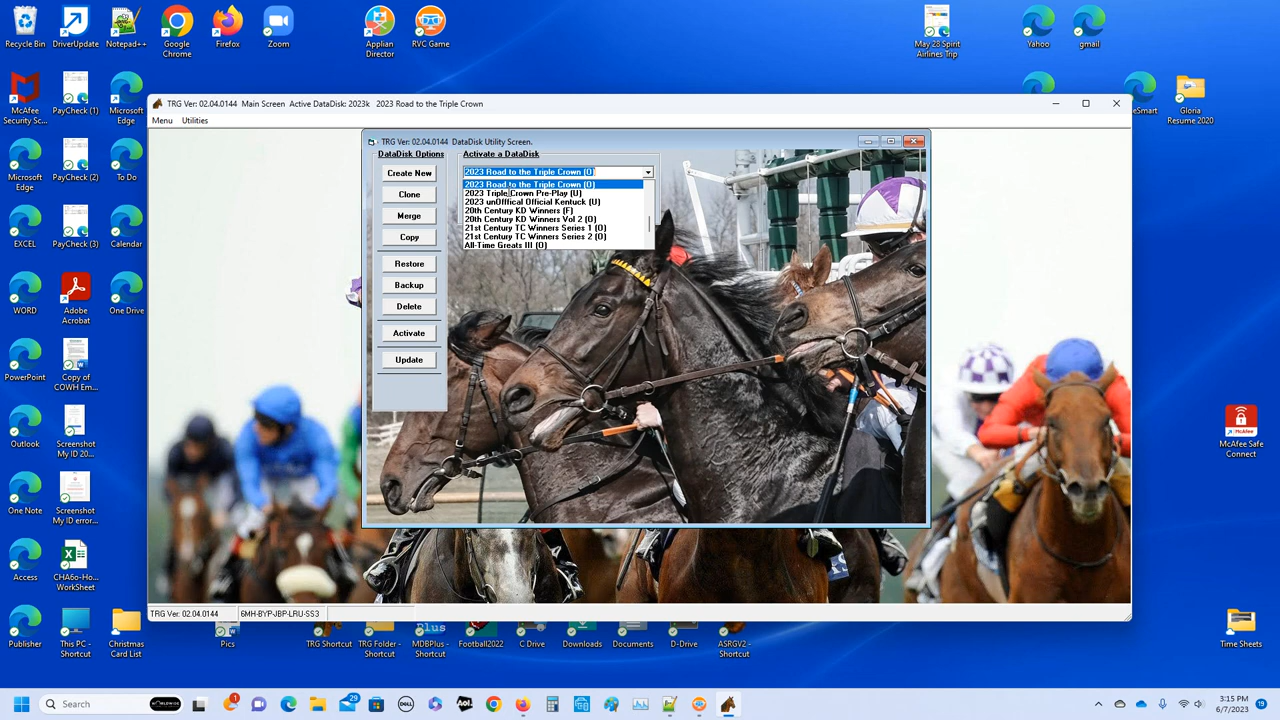 Recycle Bin
DriverUpdate
Notepad++
Google
Chrome
Firefox
Zoom
Applian
Director
RVC Game
May 28 Spirit
Airlines Trip
Yahoo
gmail
McAfee
Security Sc...
PayCheck (1)
Microsoft
Edge
eSmart
Gloria
Resume 2020
TRG Ver: 02.04.0144 Main Screen Active DataDisk: 2023k 2023 Road to the Triple Crown
Menu Utilities
TRG Ver: 02.04.0144 DataDisk Utility Screen.
DataDisk Options
Activate a DataDisk
Create New
Clone
Merge
Copy
Restore
Backup
Delete
Activate
Update
2023 Road to the Triple Crown (O)
2023 Road to the Triple Crown (O)
2023 Triple Crown Pre-Play (U)
2023 unOffical Official Kentuck (U)
20th Century KD Winners (F)
20th Century KD Winners Vol 2 (O)
21st Century TC Winners Series 1 (O)
21st Century TC Winners Series 2 (O)
All-Time Greats III (O)
Microsoft
Edge
PayCheck (2)
To Do
EXCEL
PayCheck (3)
Calendar
WORD
Adobe
Acrobat
One Drive
PowerPoint
Copy of
COWH Em...
Outlook
Screenshot
My ID 20...
McAfee
McAfee Safe
Connect
One Note
Screenshot
My ID error...
Access
CHA6o-Ho...
WorkSheet
TRG Ver: 02.04.0144
6MH-BYP-JBP-LRU-SS3
Publisher
This PC -
Shortcut
Christmas
Card List
Pics
TRG Shortcut
TRG Folder -
Shortcut
Plus
MDBPlus -
Shortcut
Football2022
C Drive
Downloads
Documents
D-Drive
ASRGV2 -
Shortcut
Time Sheets
Search
WORLDWIDE
1
29
DELL
Aol.
3:15 PM
6/7/2023
19